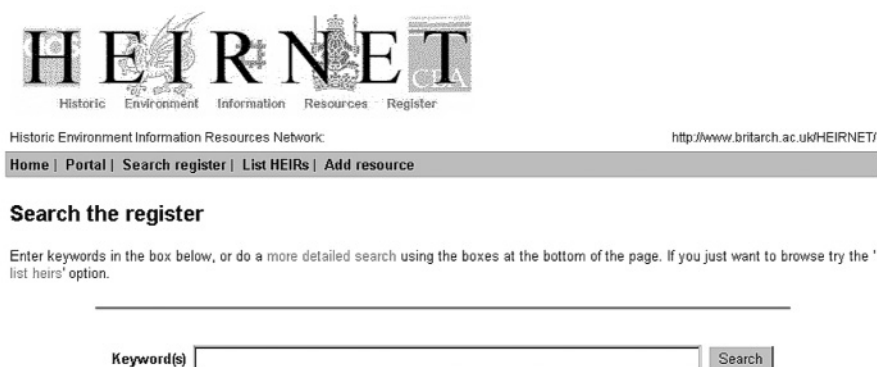 HEIRNET
CBA
Historic Environment Information Resources Register
Historic Environment Information Resources Network: http://www.britarch.ac.uk/HEIRNET/
Home | Portal | Search register | List HEIRs | Add resource
Search the register
Enter keywords in the box below, or do a more detailed search using the boxes at the bottom of the page. If you just want to browse try the '
list heirs' option.
Keyword(s) Search